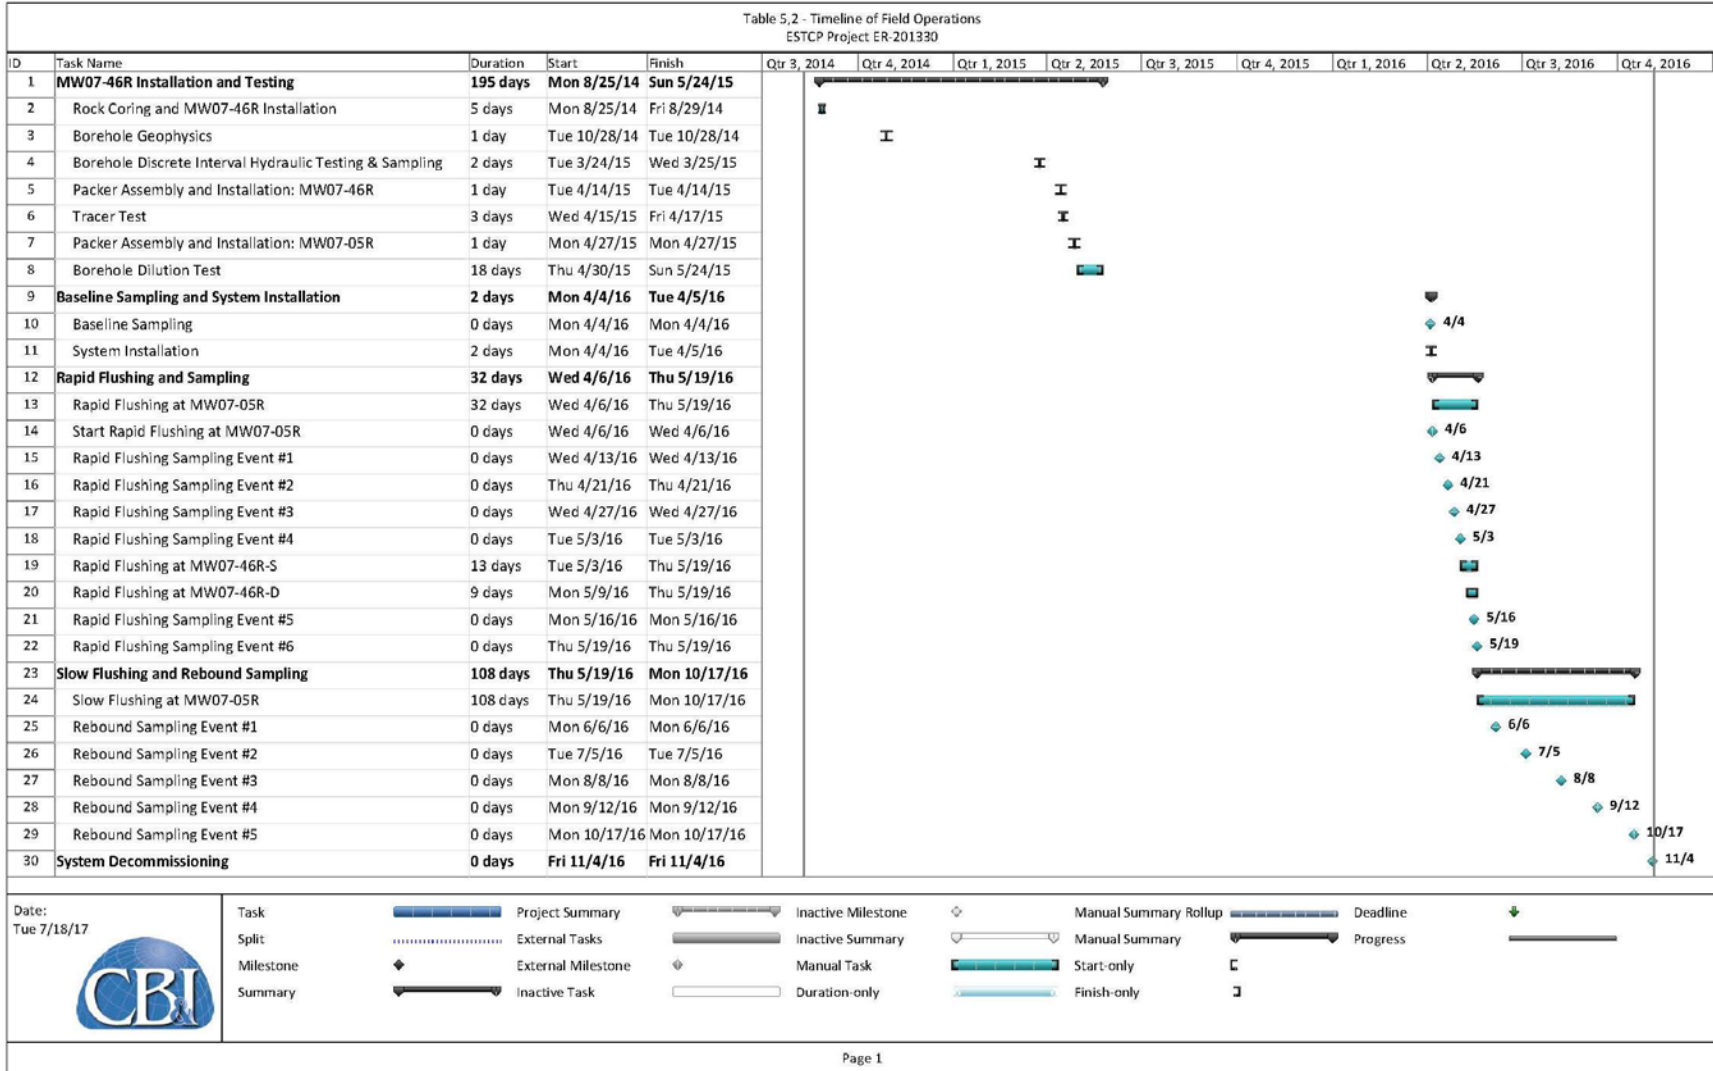 Table 5,2 - Timeline of Field Operations
ESTCP Project ER-201330
ID Task Name Duration Start Finish Qtr 3, 2014 Qtr 4, 2014 Qtr 1, 2015 Qtr 2, 2015 Qtr 3, 2015 Qtr 4, 2015 Qtr 1, 2016 Qtr 2, 2016 Qtr 3, 2016 Qtr 4, 2016
1 MW07-46R Installation and Testing 195 days Mon 8/25/14 Sun 5/24/15
2 Rock Coring and MW07-46R Installation 5 days Mon 8/25/14 Fri 8/29/14
3 Borehole Geophysics 1 day Tue 10/28/14 Tue 10/28/14
4 Borehole Discrete Interval Hydraulic Testing & Sampling 2 days Tue 3/24/15 Wed 3/25/15
5 Packer Assembly and Installation: MW07-46R 1 day Tue 4/14/15 Tue 4/14/15
6 Tracer Test 3 days Wed 4/15/15 Fri 4/17/15
7 Packer Assembly and Installation: MW07-05R 1 day Mon 4/27/15 Mon 4/27/15
8 Borehole Dilution Test 18 days Thu 4/30/15 Sun 5/24/15
9 Baseline Sampling and System Installation 2 days Mon 4/4/16 Tue 4/5/16
10 Baseline Sampling 0 days Mon 4/4/16 Mon 4/4/16 4/4
11 System Installation 2 days Mon 4/4/16 Tue 4/5/16
12 Rapid Flushing and Sampling 32 days Wed 4/6/16 Thu 5/19/16
13 Rapid Flushing at MW07-05R 32 days Wed 4/6/16 Thu 5/19/16
14 Start Rapid Flushing at MW07-05R 0 days Wed 4/6/16 Wed 4/6/16 4/6
15 Rapid Flushing Sampling Event #1 0 days Wed 4/13/16 Wed 4/13/16 4/13
16 Rapid Flushing Sampling Event #2 0 days Thu 4/21/16 Thu 4/21/16 4/21
17 Rapid Flushing Sampling Event #3 0 days Wed 4/27/16 Wed 4/27/16 4/27
18 Rapid Flushing Sampling Event #4 0 days Tue 5/3/16 Tue 5/3/16 5/3
19 Rapid Flushing at MW07-46R-S 13 days Tue 5/3/16 Thu 5/19/16
20 Rapid Flushing at MW07-46R-D 9 days Mon 5/9/16 Thu 5/19/16
21 Rapid Flushing Sampling Event #5 0 days Mon 5/16/16 Mon 5/16/16 5/16
22 Rapid Flushing Sampling Event #6 0 days Thu 5/19/16 Thu 5/19/16 5/19
23 Slow Flushing and Rebound Sampling 108 days Thu 5/19/16 Mon 10/17/16
24 Slow Flushing at MW07-05R 108 days Thu 5/19/16 Mon 10/17/16
25 Rebound Sampling Event #1 0 days Mon 6/6/16 Mon 6/6/16 6/6
26 Rebound Sampling Event #2 0 days Tue 7/5/16 Tue 7/5/16 7/5
27 Rebound Sampling Event #3 0 days Mon 8/8/16 Mon 8/8/16 8/8
28 Rebound Sampling Event #4 0 days Mon 9/12/16 Mon 9/12/16 9/12
29 Rebound Sampling Event #5 0 days Mon 10/17/16 Mon 10/17/16 10/17
30 System Decommissioning 0 days Fri 11/4/16 Fri 11/4/16 11/4
Date:
Tue 7/18/17
CB&I
Task Project Summary Inactive Milestone Manual Summary Rollup Deadline
Split External Tasks Inactive Summary Manual Summary Progress
Milestone External Milestone Manual Task Start-only
Summary Inactive Task Duration-only Finish-only
Page 1